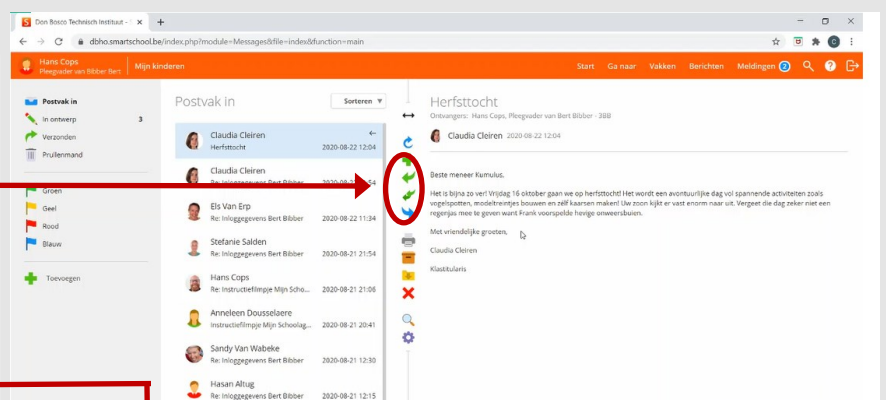 Don Bosco Technisch Instituut -
dbho.smartschool.be/index.php?module=Messages&file=index&function=main
Hans Cops
Pleegvader van Bibber Bert
Mijn kinderen
Start
Ga naar
Vakken
Berichten
Meldingen 2
Postvak in
In ontwerp 3
Verzonden
Prullenmand
Groen
Geel
Rood
Blauw
Toevoegen
Postvak in
Sorteren
Claudia Cleiren
Herfsttocht 2020-08-22 12:04
Claudia Cleiren
Re: Inloggegevens Bert Bibber
Els Van Erp
Re: Inloggegevens Bert Bibber 2020-08-22 11:34
Stefanie Salden
Re: Inloggegevens Bert Bibber 2020-08-21 21:54
Hans Cops
Re: Instructiefilmpje Mijn Scho... 2020-08-21 21:06
Anneleen Dousselaere
Instructiefilmpje Mijn Schoolag... 2020-08-21 20:41
Sandy Van Wabeke
Re: Inloggegevens Bert Bibber 2020-08-21 12:30
Hasan Altug
Re: Inloggegevens Bert Bibber 2020-08-21 12:15
Herfsttocht
Ontvangers: Hans Cops, Pleegvader van Bert Bibber - 3BB
Claudia Cleiren 2020-08-22 12:04
Beste meneer Kumulus,
Het is bijna zo ver! Vrijdag 16 oktober gaan we op herfsttocht! Het wordt een avontuurlijke dag vol spannende activiteiten zoals
vogelspotten, modeltreintjes bouwen en zélf kaarsen maken! Uw zoon kijkt er vast enorm naar uit. Vergeet die dag zeker niet een
regenjas mee te geven want Frank voorspelde hevige onweersbuien.
Met vriendelijke groeten,
Claudia Cleiren
Klastitularis